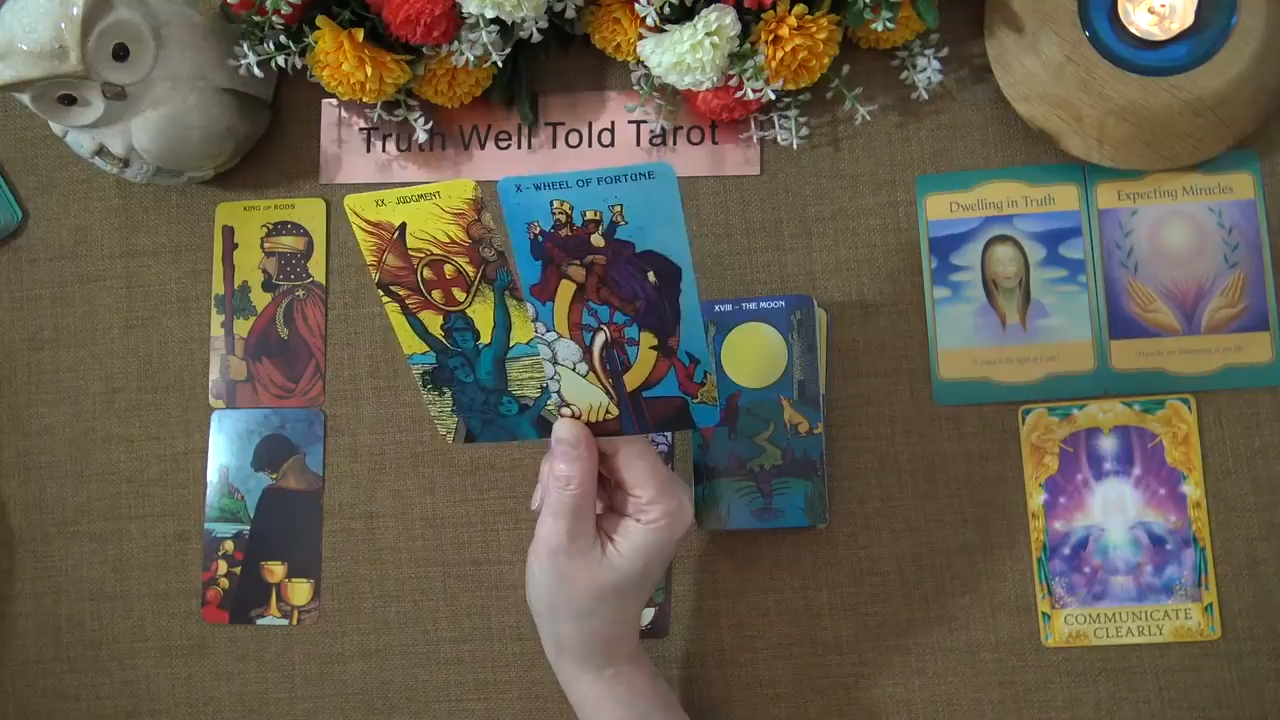 Truth Well Told Tarot
KING OF RODS
XX - JUDGMENT
X - WHEEL OF FORTUNE
XVIII - THE MOON
Dwelling in Truth
Expecting Miracles
COMMUNICATE
CLEARLY